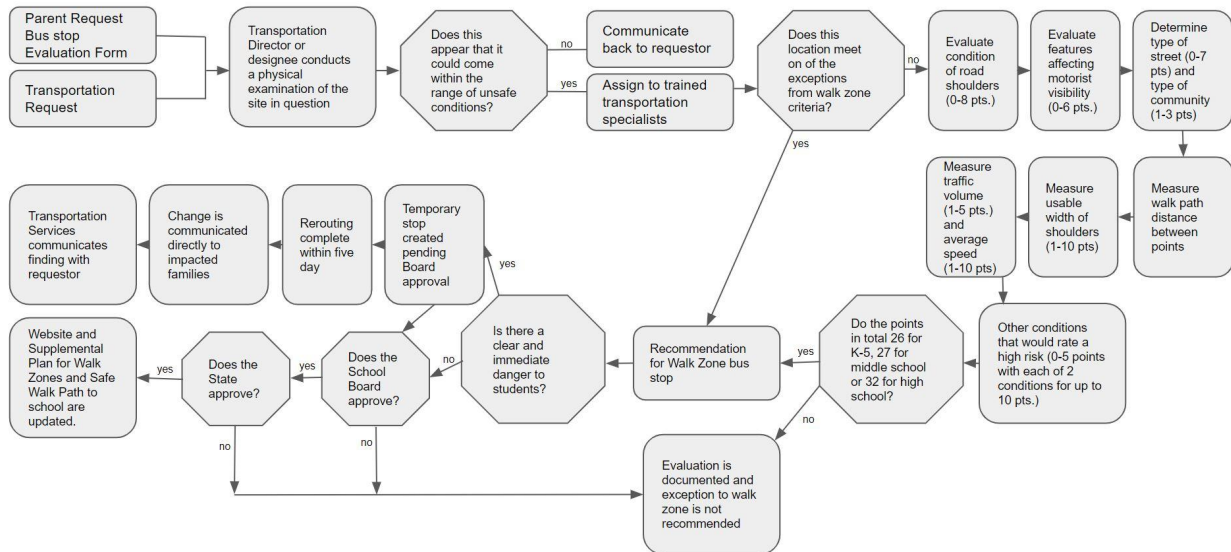 Parent Request
Bus stop
Evaluation Form
Transportation
Request
Transportation
Director or
designee conducts
a physical
examination of the
site in question
Does this
appear that it
could come
within the
range of unsafe
conditions?
no
yes
Communicate
back to requestor
Assign to trained
transportation
specialists
Does this
location meet
on of the
exceptions
from walk zone
criteria?
no
yes
Evaluate
condition
of road
shoulders
(0-8 pts.)
Evaluate
features
affecting
motorist
visibility
(0-6 pts.)
Determine
type of
street (0-7
pts) and
type of
community
(1-3 pts)
Measure
walk path
distance
between
points
Measure
usable
width of
shoulders
(1-10 pts)
Measure
traffic
volume
(1-5 pts.)
and
average
speed
(1-10 pts)
Other conditions
that would rate a
high risk (0-5 points
with each of 2
conditions for up to
10 pts.)
Do the points
in total 26 for
K-5, 27 for
middle school
or 32 for high
school?
yes
no
Recommendation
for Walk Zone bus
stop
Is there a
clear and
immediate
danger to
students?
yes
no
Temporary
stop
created
pending
Board
approval
Rerouting
complete
within five
day
Change is
communicated
directly to
impacted
families
Transportation
Services
communicates
finding with
requestor
Does the
School
Board
approve?
yes
no
Does the
State
approve?
yes
no
Website and
Supplemental
Plan for Walk
Zones and Safe
Walk Path to
school are
updated.
Evaluation is
documented and
exception to walk
zone is not
recommended